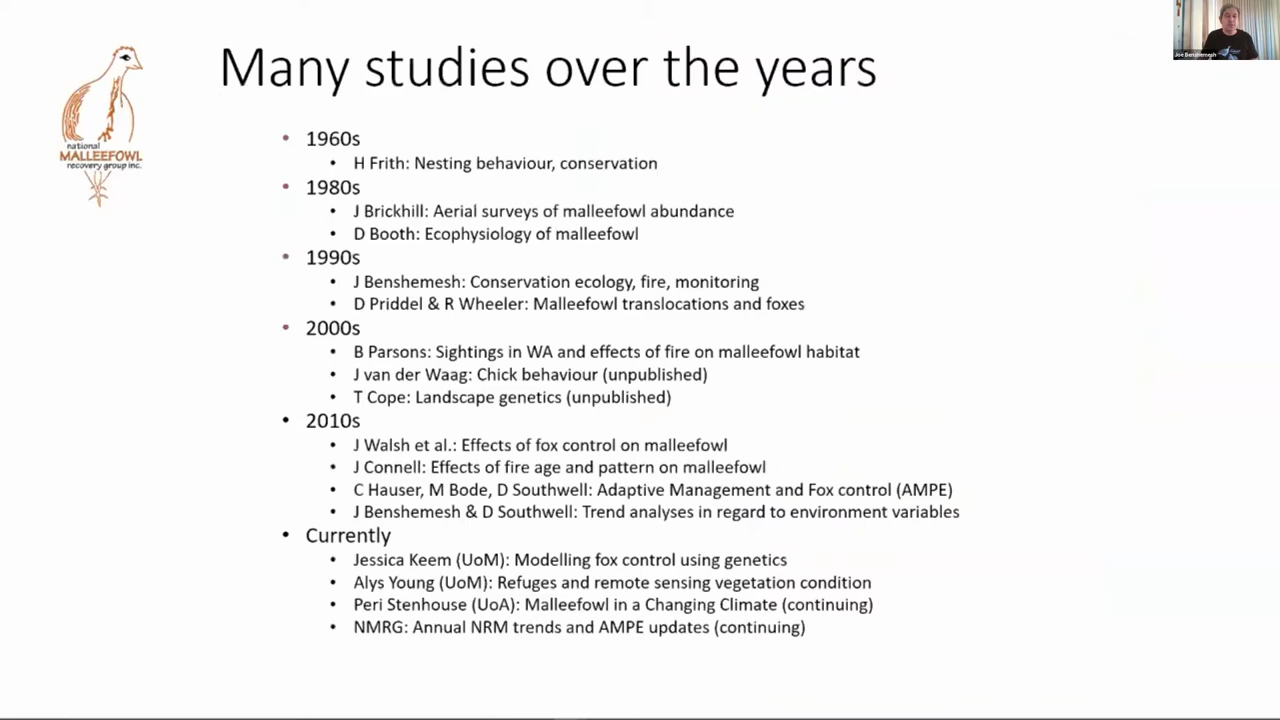 Many studies over the years
national
MALLEEFOWL
recovery group inc.
Joe Benshemesh
• 1960s
• H Frith: Nesting behaviour, conservation
• 1980s
• J Brickhill: Aerial surveys of malleefowl abundance
• D Booth: Ecophysiology of malleefowl
• 1990s
• J Benshemesh: Conservation ecology, fire, monitoring
• D Priddel & R Wheeler: Malleefowl translocations and foxes
• 2000s
• B Parsons: Sightings in WA and effects of fire on malleefowl habitat
• J van der Waag: Chick behaviour (unpublished)
• T Cope: Landscape genetics (unpublished)
• 2010s
• J Walsh et al.: Effects of fox control on malleefowl
• J Connell: Effects of fire age and pattern on malleefowl
• C Hauser, M Bode, D Southwell: Adaptive Management and Fox control (AMPE)
• J Benshemesh & D Southwell: Trend analyses in regard to environment variables
• Currently
• Jessica Keem (UoM): Modelling fox control using genetics
• Alys Young (UoM): Refuges and remote sensing vegetation condition
• Peri Stenhouse (UoA): Malleefowl in a Changing Climate (continuing)
• NMRG: Annual NRM trends and AMPE updates (continuing)